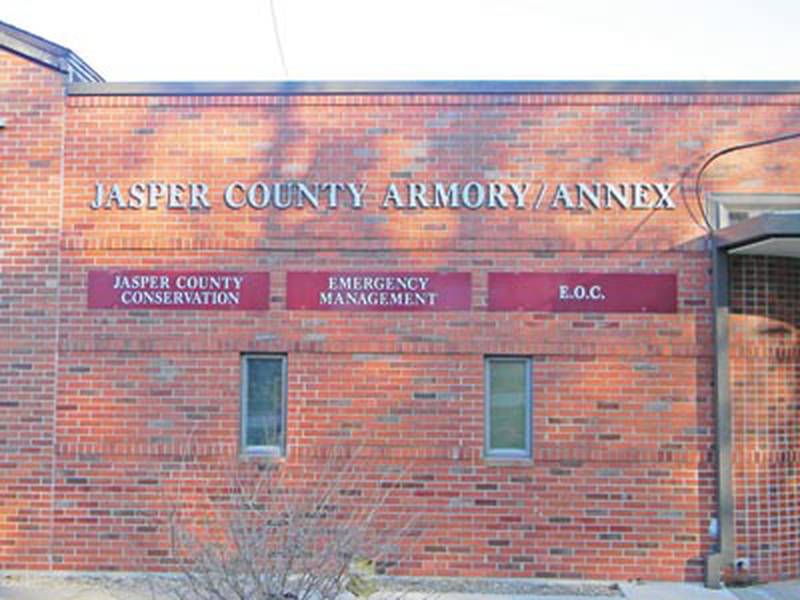 JASPER COUNTY ARMORY/ANNEX
JASPER COUNTY
CONSERVATION
EMERGENCY
MANAGEMENT
E.O.C.